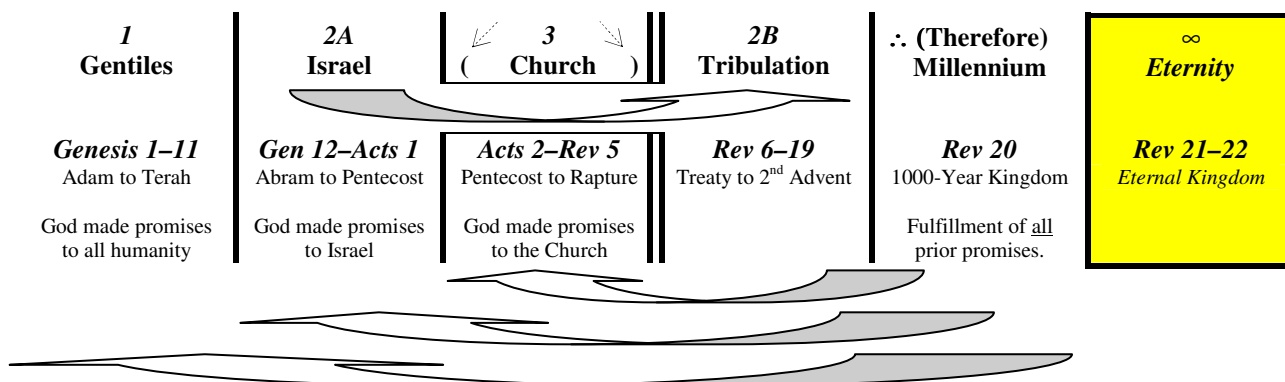 1
Gentiles
2A
Israel
3
( Church )
2B
Tribulation
∴ (Therefore)
Millennium
∞
Eternity
Genesis 1–11
Adam to Terah
God made promises
to all humanity
Gen 12–Acts 1
Abram to Pentecost
God made promises
to Israel
Acts 2–Rev 5
Pentecost to Rapture
God made promises
to the Church
Rev 6–19
Treaty to 2nd Advent
Rev 20
1000-Year Kingdom
Fulfillment of all
prior promises.
Rev 21–22
Eternal Kingdom